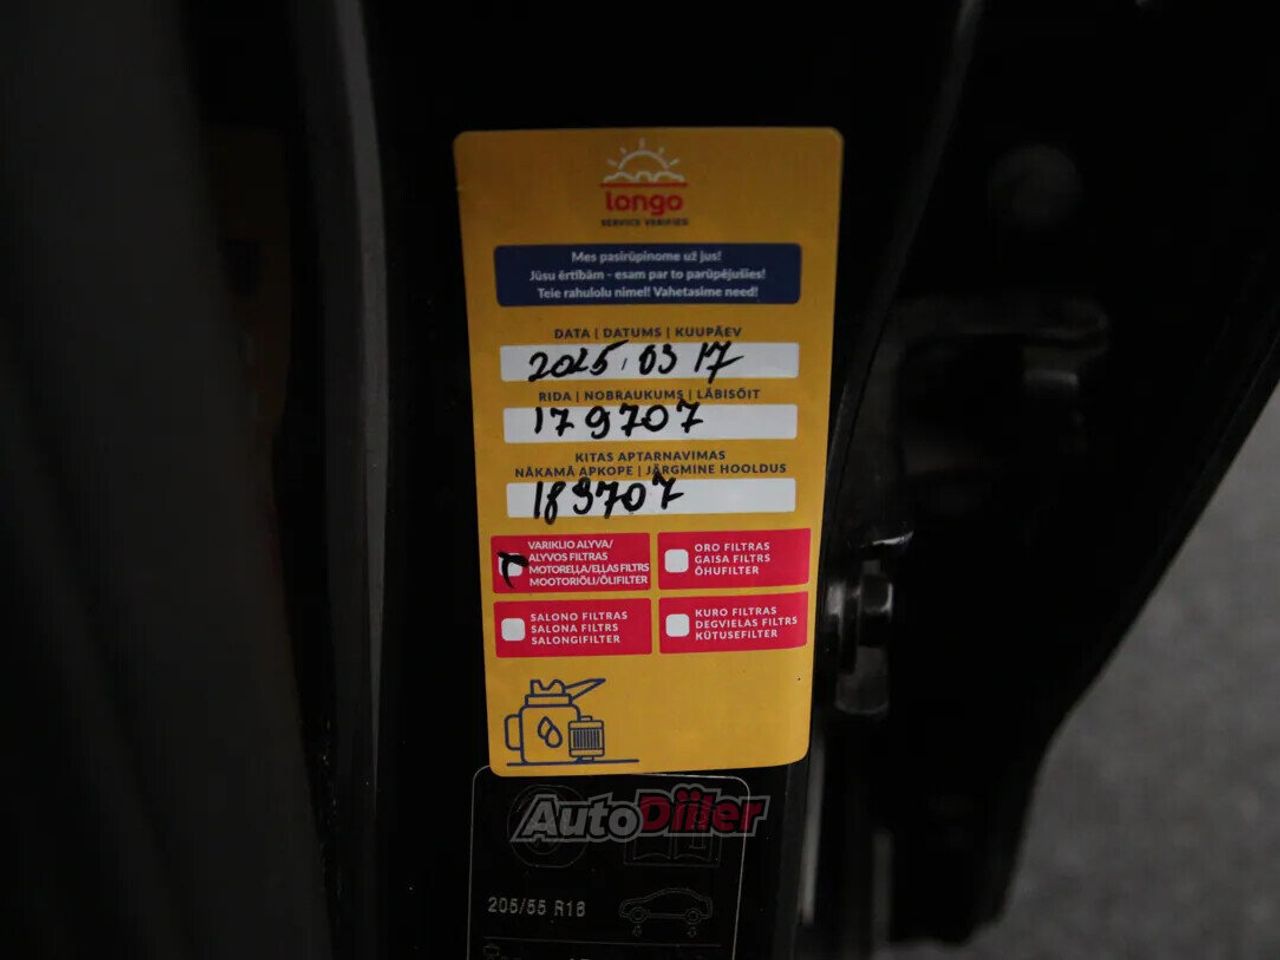 longo
SERVICE VERIFIED
Mes pasirūpinome už jus!
Jūsu ērtībām - esam par to parūpējušies!
Teie rahulolu nimel! Vahetasime need!
DATA | DATUMS | KUUPÄEV
2025.03 17
RIDA | NOBRAUKUMS | LÄBISÕIT
179707
KITAS APTARNAVIMAS
NĀKAMĀ APKOPE | JÄRGMINE HOOLDUS
189707
VARIKLIO ALYVA/
ALYVOS FILTRAS
MOTOREĻĻA/EĻĻAS FILTRS
MOOTORIÕLI/ÕLIFILTER
ORO FILTRAS
GAISA FILTRS
ÕHUFILTER
SALONO FILTRAS
SALONA FILTRS
SALONGIFILTER
KURO FILTRAS
DEGVIELAS FILTRS
KÜTUSEFILTER
AutoDiiler
205/55 R16